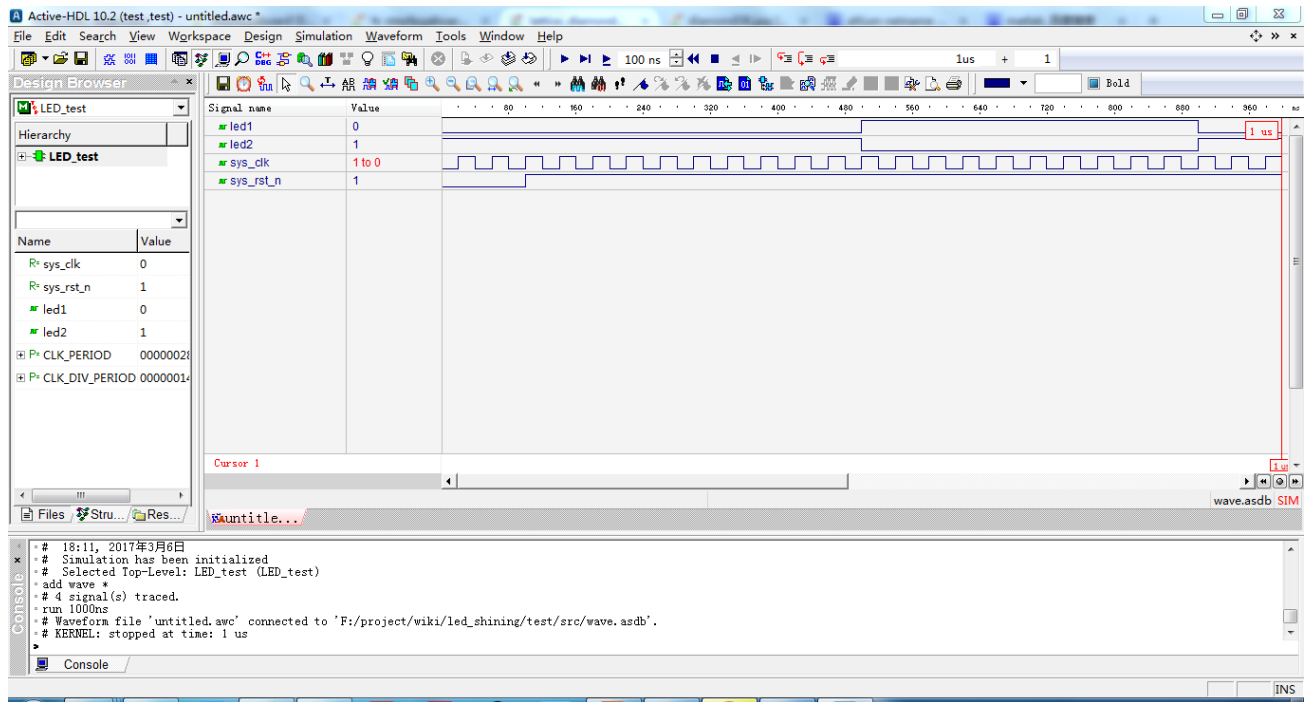 Active-HDL 10.2 (test ,test) - untitled.awc *
File Edit Search View Workspace Design Simulation Waveform Tools Window Help
100 ns 1us + 1
Design Browser
Bold
LED_test
Hierarchy
LED_test
Name Value
sys_clk 0
sys_rst_n 1
led1 0
led2 1
CLK_PERIOD 00000028
CLK_DIV_PERIOD 00000014
Signal name Value 80 160 240 320 400 480 560 640 720 800 880 960 ns
led1 0
led2 1
sys_clk 1 to 0
sys_rst_n 1
1 us
Cursor 1
Files Stru... Res...
wave.asdb SIM
untitle...
# 18:11, 2017年3月6日
# Simulation has been initialized
# Selected Top-Level: LED_test (LED_test)
add wave *
# 4 signal(s) traced.
run 1000ns
# Waveform file 'untitled.awc' connected to 'F:/project/wiki/led_shining/test/src/wave.asdb'.
# KERNEL: stopped at time: 1 us
>
Console
Console
INS